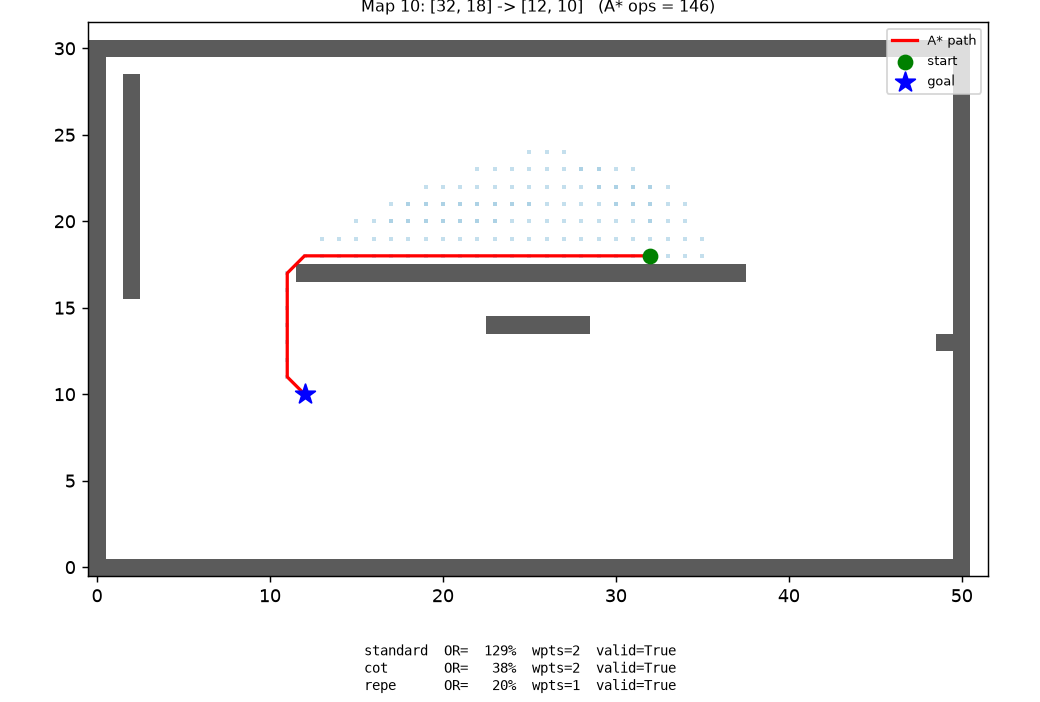 Map 10: [32, 18] -> [12, 10]   (A* ops = 146)
A* path
start
goal
30
25
20
15
10
5
0
0 10 20 30 40 50
standard  OR=  129%  wpts=2  valid=True
cot       OR=   38%  wpts=2  valid=True
repe      OR=   20%  wpts=1  valid=True